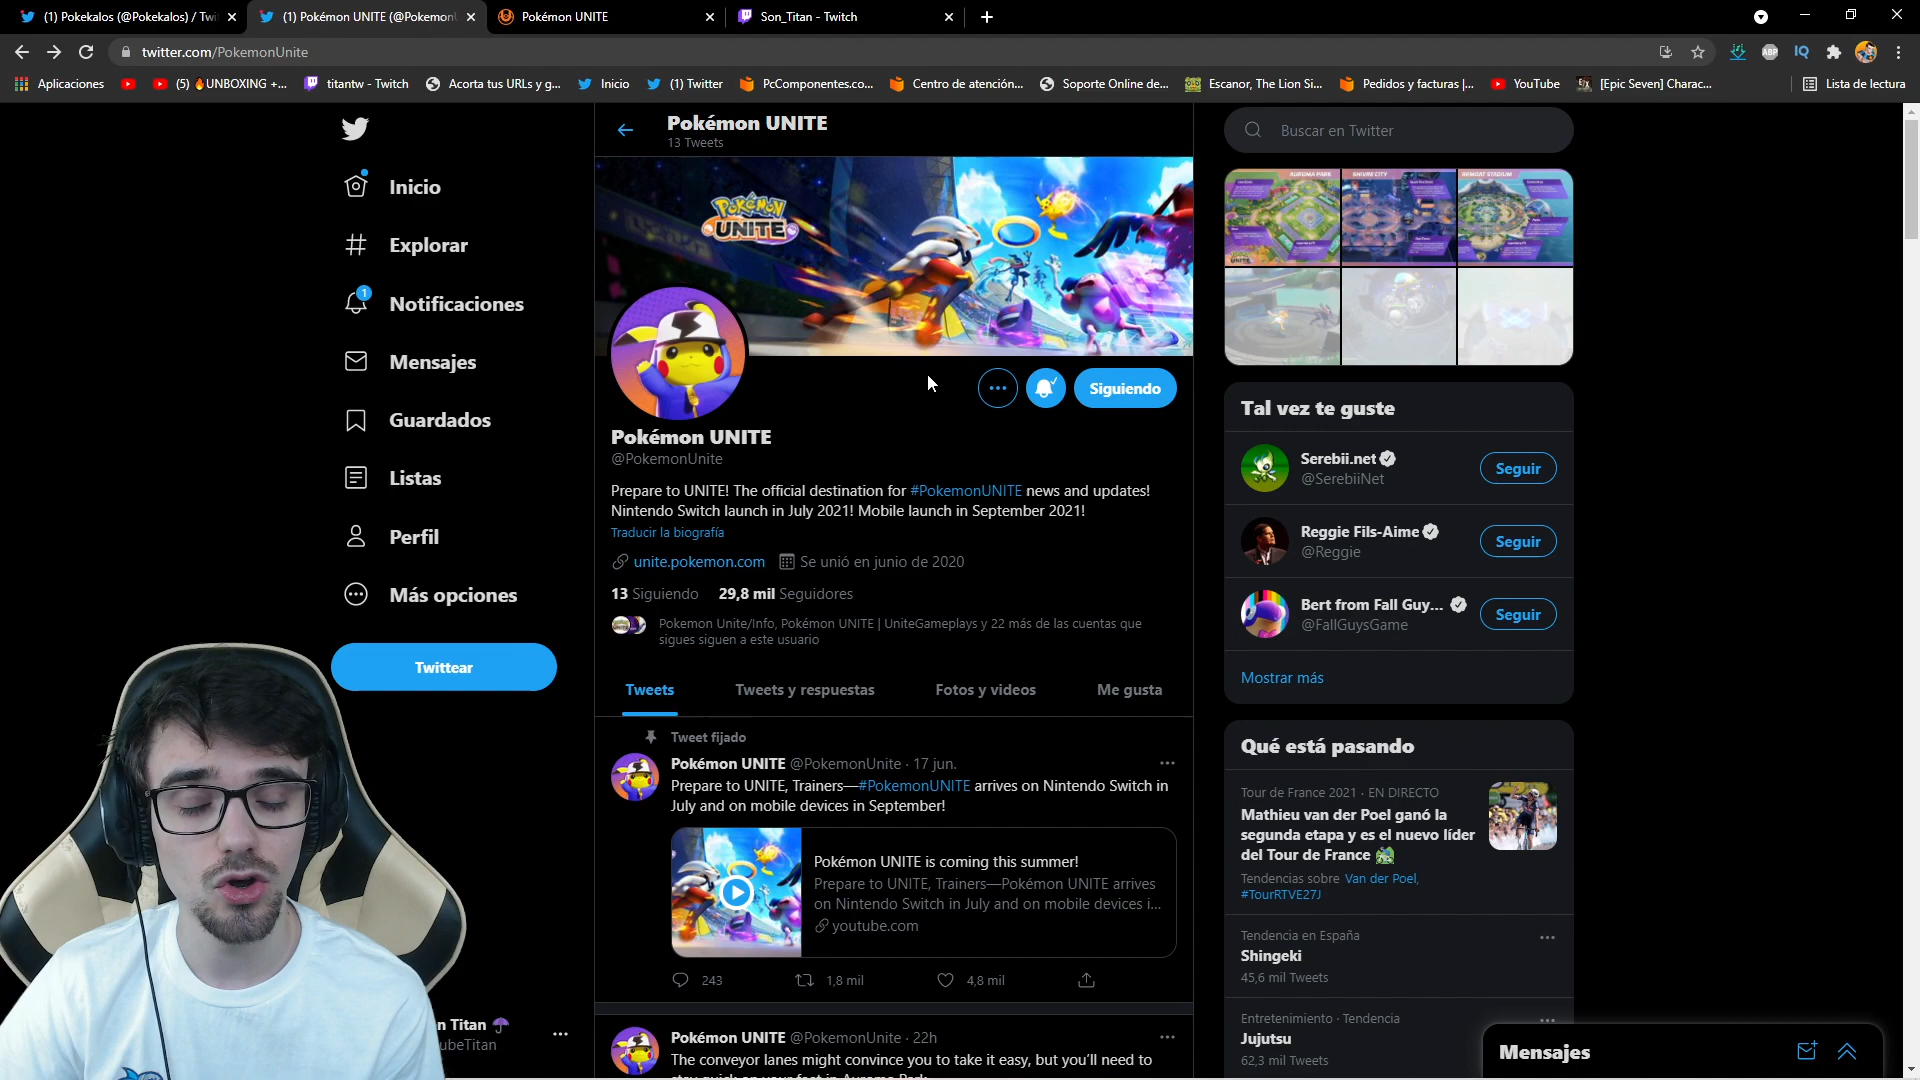 (1) Pokekalos (@Pokekalos) / Twi
(1) Pokémon UNITE (@Pokemon
Pokémon UNITE
Son_Titan - Twitch
twitter.com/PokemonUnite
ABP
IQ
Aplicaciones
(5) 🔥UNBOXING +...
titantw - Twitch
Acorta tus URLs y g...
Inicio
(1) Twitter
PcComponentes.co...
Centro de atención...
Soporte Online de...
Escanor, The Lion Si...
Pedidos y facturas |...
YouTube
[Epic Seven] Charac...
Lista de lectura
Inicio
Explorar
1
Notificaciones
Mensajes
Guardados
Listas
Perfil
Más opciones
Twittear
n Titan ☂
ubeTitan
Pokémon UNITE
13 Tweets
POKÉMON
UNITE
Siguiendo
Pokémon UNITE
@PokemonUnite
Prepare to UNITE! The official destination for #PokemonUNITE news and updates!
Nintendo Switch launch in July 2021! Mobile launch in September 2021!
Traducir la biografía
unite.pokemon.com
Se unió en junio de 2020
13 Siguiendo
29,8 mil Seguidores
Pokemon Unite/Info, Pokémon UNITE | UniteGameplays y 22 más de las cuentas que
sigues siguen a este usuario
Tweets
Tweets y respuestas
Fotos y videos
Me gusta
Tweet fijado
Pokémon UNITE @PokemonUnite · 17 jun.
Prepare to UNITE, Trainers—#PokemonUNITE arrives on Nintendo Switch in
July and on mobile devices in September!
Pokémon UNITE is coming this summer!
Prepare to UNITE, Trainers—Pokémon UNITE arrives
on Nintendo Switch in July and on mobile devices i...
youtube.com
243
1,8 mil
4,8 mil
Pokémon UNITE @PokemonUnite · 22h
The conveyor lanes might convince you to take it easy, but you'll need to
Buscar en Twitter
AUROMA PARK
SHIVRE CITY
REMOAT STADIUM
UNITE
Tal vez te guste
Serebii.net
@SerebiiNet
Seguir
Reggie Fils-Aime
@Reggie
Seguir
Bert from Fall Guy...
@FallGuysGame
Seguir
Mostrar más
Qué está pasando
Tour de France 2021 · EN DIRECTO
Mathieu van der Poel ganó la
segunda etapa y es el nuevo líder
del Tour de France
Tendencias sobre Van der Poel,
#TourRTVE27J
Tendencia en España
Shingeki
45,6 mil Tweets
Entretenimiento · Tendencia
Jujutsu
62,3 mil Tweets
Mensajes